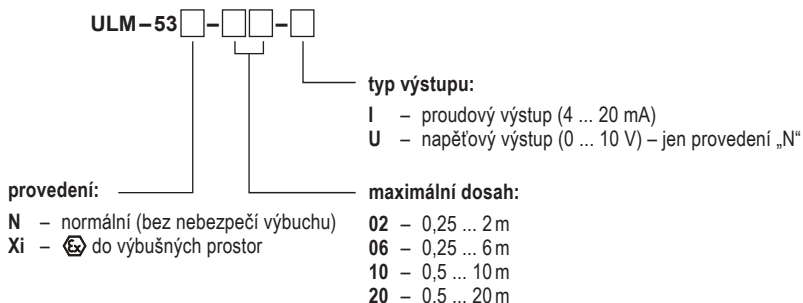 ULM–53□–□□–□
typ výstupu:
I – proudový výstup (4 ... 20 mA)
U – napěťový výstup (0 ... 10 V) – jen provedení „N“
provedení:
N – normální (bez nebezpečí výbuchu)
Xi – Ex do výbušných prostor
maximální dosah:
02 – 0,25 ... 2 m
06 – 0,25 ... 6 m
10 – 0,5 ... 10 m
20 – 0,5 ... 20 m